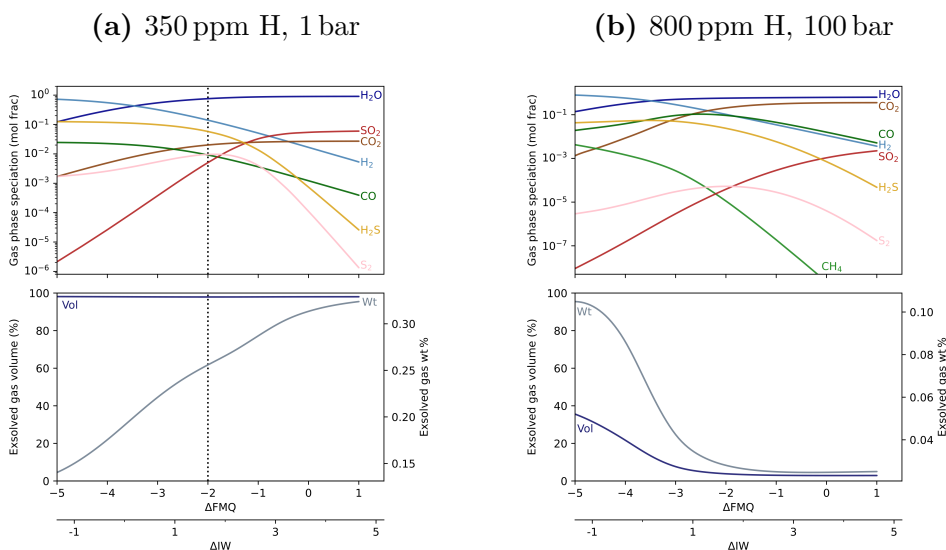 (a) 350 ppm H, 1 bar
(b) 800 ppm H, 100 bar
Gas phase speciation (mol frac)
10⁰
10⁻¹
10⁻²
10⁻³
10⁻⁴
10⁻⁵
10⁻⁶
H₂O
SO₂
CO₂
H₂
CO
H₂S
S₂
Gas phase speciation (mol frac)
10⁻¹
10⁻³
10⁻⁵
10⁻⁷
H₂O
CO₂
CO
H₂
SO₂
H₂S
S₂
CH₄
Exsolved gas volume (%)
100
80
60
40
20
0
Vol
Wt
0.30
0.25
0.20
0.15
Exsolved gas wt %
−5 −4 −3 −2 −1 0 1
ΔFMQ
-1 1 3 5
ΔIW
Exsolved gas volume (%)
100
80
60
40
20
0
Wt
Vol
0.10
0.08
0.06
0.04
Exsolved gas wt %
−5 −4 −3 −2 −1 0 1
ΔFMQ
-1 1 3 5
ΔIW